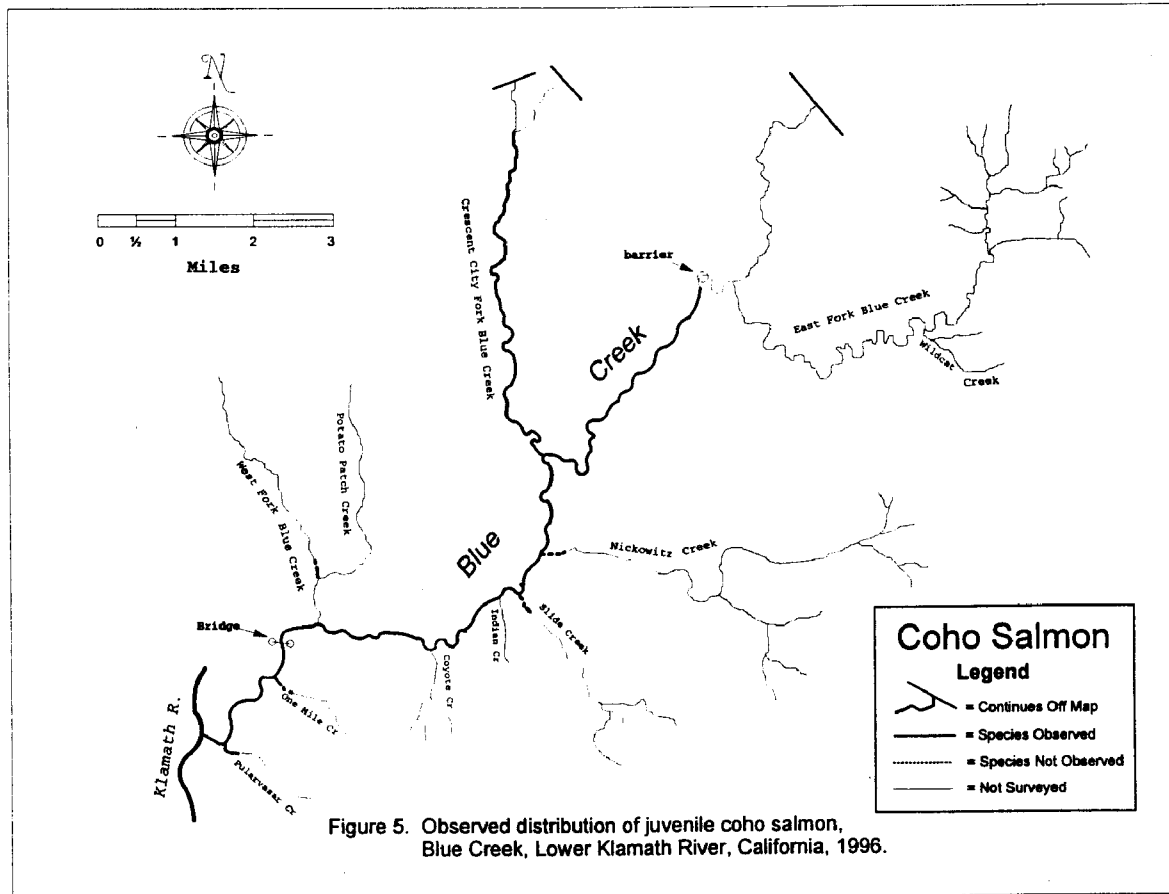 N
0 ½ 1 2 3
Miles
Crescent City Fork Blue Creek
barrier
East Fork Blue Creek
Wildcat
Creek
Creek
Potato Patch Creek
West Fork Blue Creek
Blue
Nickowitz Creek
Slide Creek
Indian Cr
Coyote Cr
Bridge
One Mile Cr
Klamath R.
Pularvasar Cr
Coho Salmon
Legend
= Continues Off Map
= Species Observed
= Species Not Observed
= Not Surveyed
Figure 5. Observed distribution of juvenile coho salmon,
Blue Creek, Lower Klamath River, California, 1996.